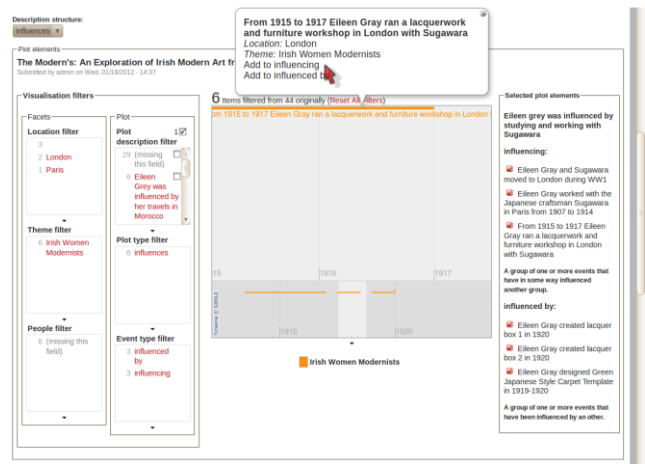 Description structure:
influences
Plot elements
The Modern's: An Exploration of Irish Modern Art fr
Submitted by admin on Wed, 01/18/2012 - 14:37
From 1915 to 1917 Eileen Gray ran a lacquerwork
and furniture workshop in London with Sugawara
Location: London
Theme: Irish Women Modernists
Add to influencing
Add to influenced b
Visualisation filters
Facets
Location filter
3
2 London
1 Paris
Theme filter
6 Irish Women
Modernists
People filter
6 (missing this
field)
Plot
Plot 1
description filter
29 (missing
this field)
6 Eileen
Grey was
influenced by
her travels in
Morocco
Plot type filter
6 influences
Event type filter
3 influenced
by
3 influencing
6 items filtered from 44 originally (Reset All Filters)
om 1915 to 1917 Eileen Gray ran a lacquerwork and furniture workshop in London
15
1916
1917
1910
1920
Timeline © SIMILE
Irish Women Modernists
Selected plot elements
Eileen grey was influenced by
studying and working with
Sugawara
influencing:
Eileen Gray and Sugawara
moved to London during WW1
Eileen Gray worked with the
Japanese craftsman Sugawara
in Paris from 1907 to 1914
From 1915 to 1917 Eileen
Gray ran a lacquerwork and
furniture workshop in London
with Sugawara
A group of one or more events that
have in some way influenced
another group.
influenced by:
Eileen Gray created lacquer
box 1 in 1920
Eileen Gray created lacquer
box 2 in 1920
Eileen Gray designed Green
Japanese Style Carpet Template
in 1919-1920
A group of one or more events that
have been influenced by an other.